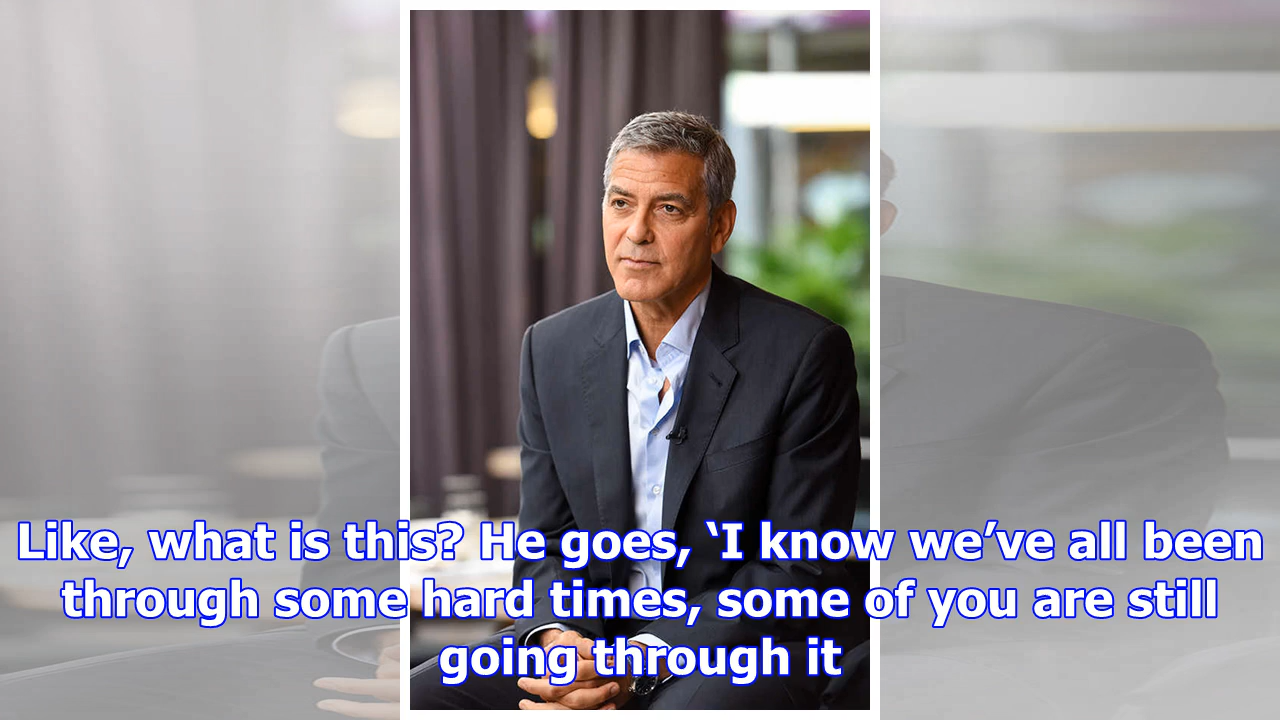 Like, what is this? He goes, ‘I know we’ve all been
through some hard times, some of you are still
going through it